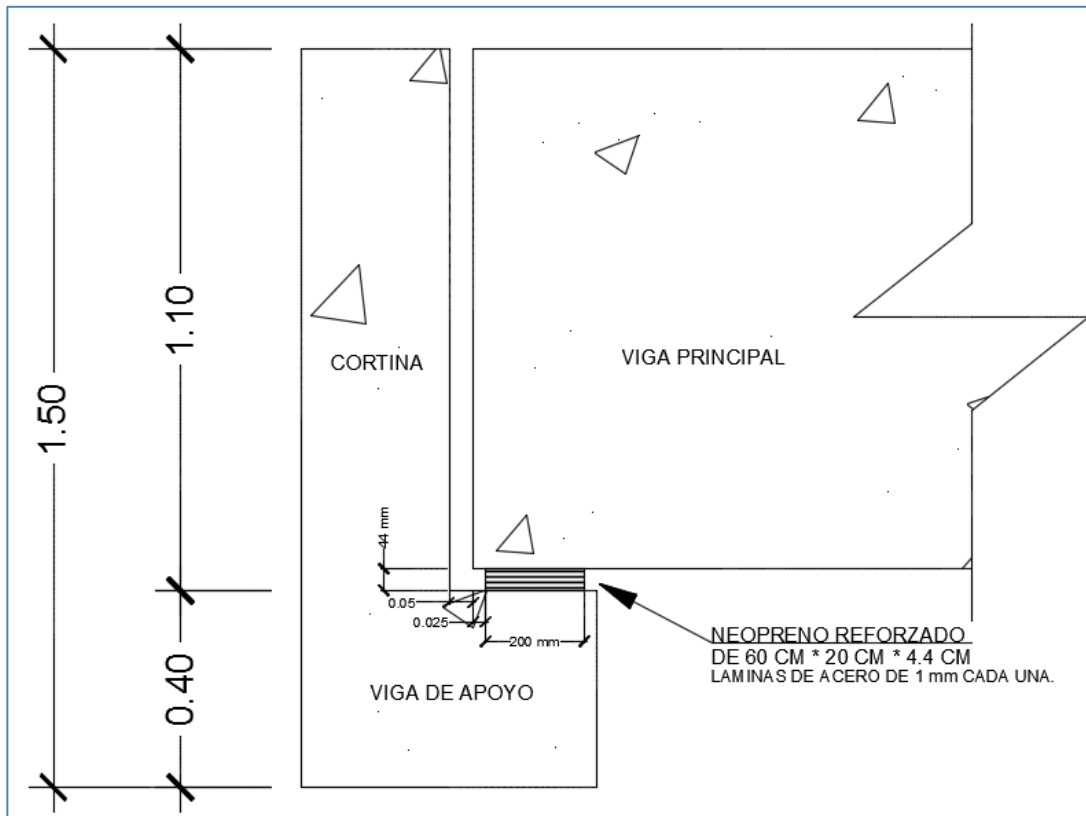 1.50
1.10
0.40
CORTINA
VIGA PRINCIPAL
44 mm
0.05
0.025
200 mm
VIGA DE APOYO
NEOPRENO REFORZADO
DE 60 CM * 20 CM * 4.4 CM
LAMINAS DE ACERO DE 1 mm CADA UNA.